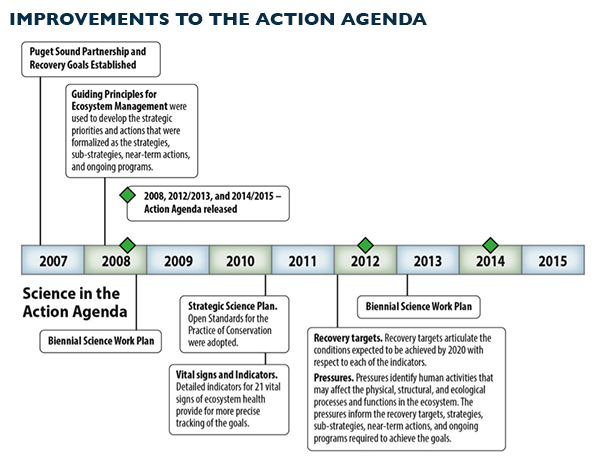 IMPROVEMENTS TO THE ACTION AGENDA
Puget Sound Partnership and
Recovery Goals Established
Guiding Principles for
Ecosystem Management were
used to develop the strategic
priorities and actions that were
formalized as the strategies,
sub-strategies, near-term actions,
and ongoing programs.
2008, 2012/2013, and 2014/2015 –
Action Agenda released
2007 2008 2009 2010 2011 2012 2013 2014 2015
Science in the
Action Agenda
Biennial Science Work Plan
Strategic Science Plan.
Open Standards for the
Practice of Conservation
were adopted.
Vital signs and Indicators.
Detailed indicators for 21 vital
signs of ecosystem health
provide for more precise
tracking of the goals.
Biennial Science Work Plan
Recovery targets. Recovery targets articulate the
conditions expected to be achieved by 2020 with
respect to each of the indicators.
Pressures. Pressures identify human activities that
may affect the physical, structural, and ecological
processes and functions in the ecosystem. The
pressures inform the recovery targets, strategies,
sub-strategies, near-term actions, and ongoing
programs required to achieve the goals.